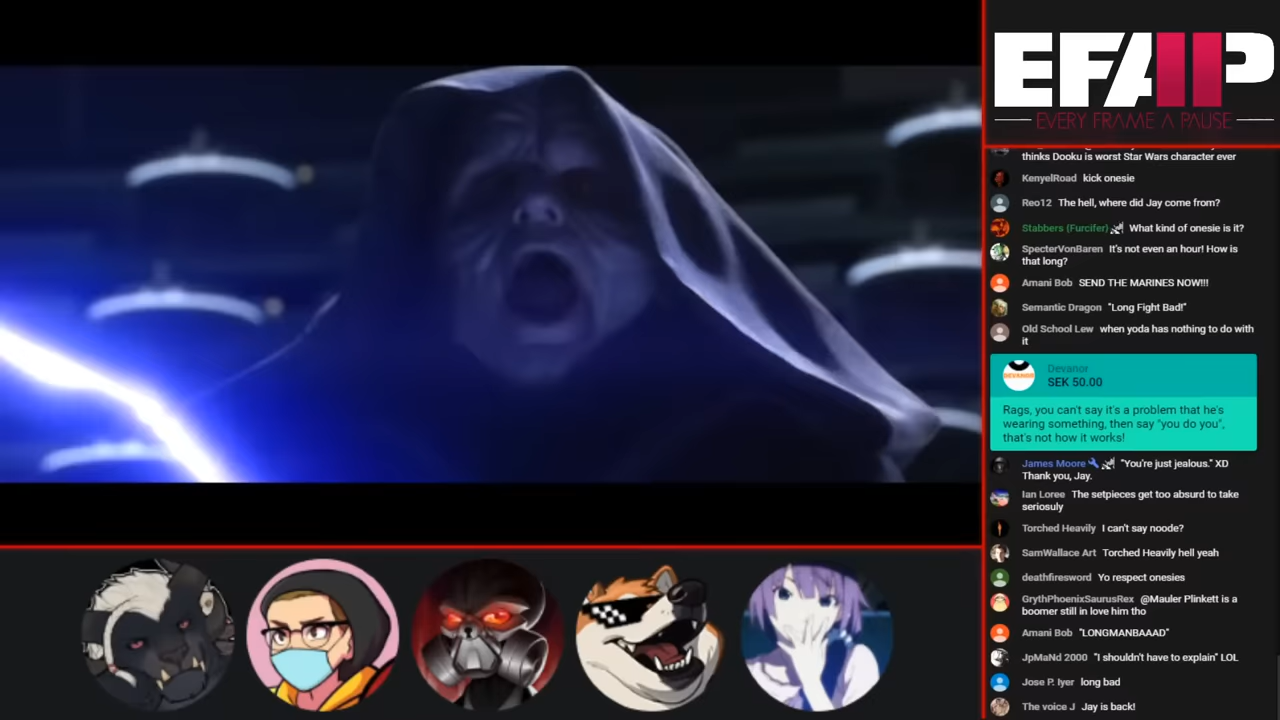 EFAP
EVERY FRAME A PAUSE
thinks Dooku is worst Star Wars character ever
KenyelRoad kick onesie
Reo12 The hell, where did Jay come from?
Stabbers (Furcifer) What kind of onesie is it?
SpecterVonBaren It's not even an hour! How is
that long?
Amani Bob SEND THE MARINES NOW!!!
Semantic Dragon "Long Fight Bad!"
Old School Lew when yoda has nothing to do with
it
Devanor
SEK 50.00
Rags, you can't say it's a problem that he's
wearing something, then say "you do you",
that's not how it works!
James Moore "You're just jealous." XD
Thank you, Jay.
Ian Loree The setpieces get too absurd to take
seriosuly
Torched Heavily I can't say noode?
SamWallace Art Torched Heavily hell yeah
deathfiresword Yo respect onesies
GrythPhoenixSaurusRex @Mauler Plinkett is a
boomer still in love him tho
Amani Bob "LONGMANBAAAD"
JpMaNd 2000 "I shouldn't have to explain" LOL
Jose P. Iyer long bad
The voice J Jay is back!